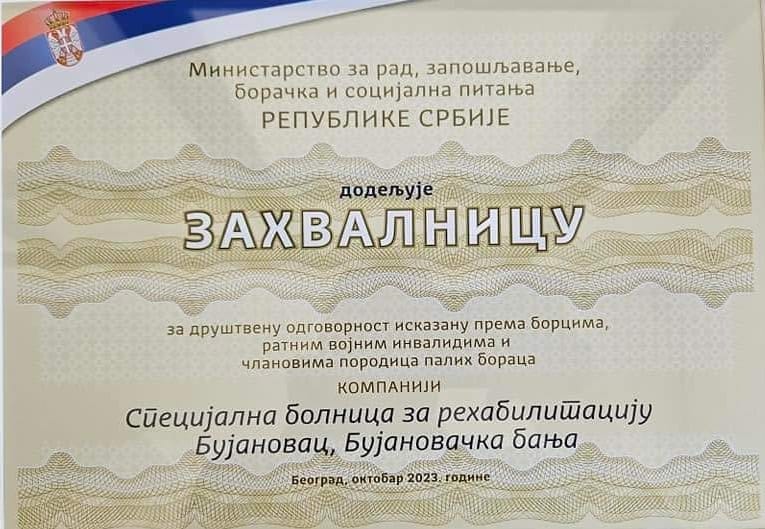 Министарство за рад, запошљавање,
борачка и социјална питања
РЕПУБЛИКЕ СРБИЈЕ
додељује
ЗАХВАЛНИЦУ
за друштвену одговорност исказану према борцима,
ратним војним инвалидима и
члановима породица палих бораца
КОМПАНИЈИ
Специјална болница за рехабилитацију
Бујановац, Бујановачка бања
Београд, октобар 2023. године